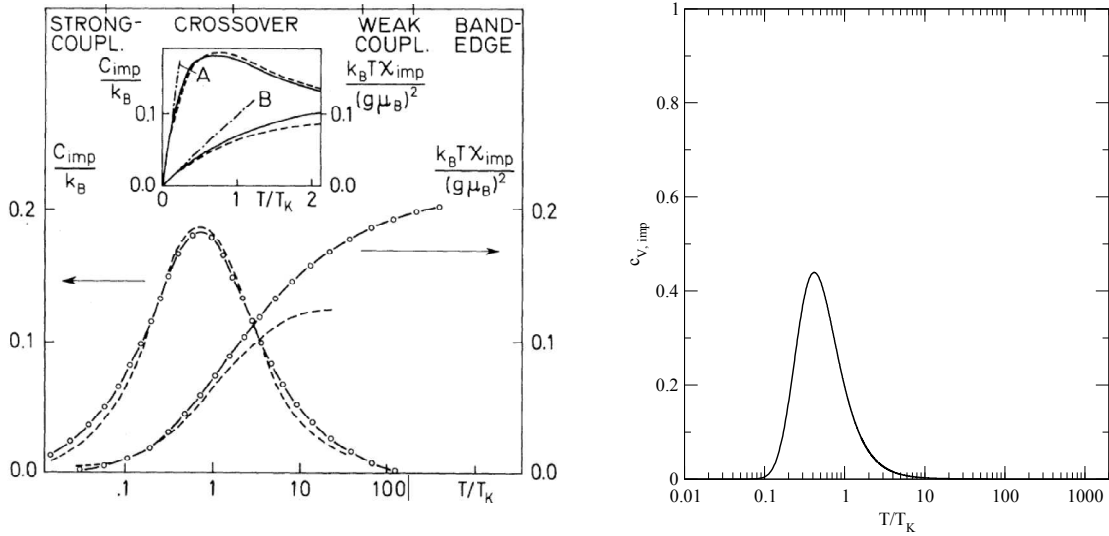 STRONG-
COUPL.
CROSSOVER
WEAK
COUPL.
BAND-
EDGE
C_imp
k_B
0.1
0.0
A
B
0
1
T/T_K
2
k_BTχ_imp
(gμ_B)²
0.1
0.0
C_imp
k_B
0.2
0.1
0.0
k_BTχ_imp
(gμ_B)²
0.2
0.1
0.0
.1
1
10
100
T/T_K
c_V, imp
1
0.8
0.6
0.4
0.2
0
0.01
0.1
1
10
100
1000
T/T_K